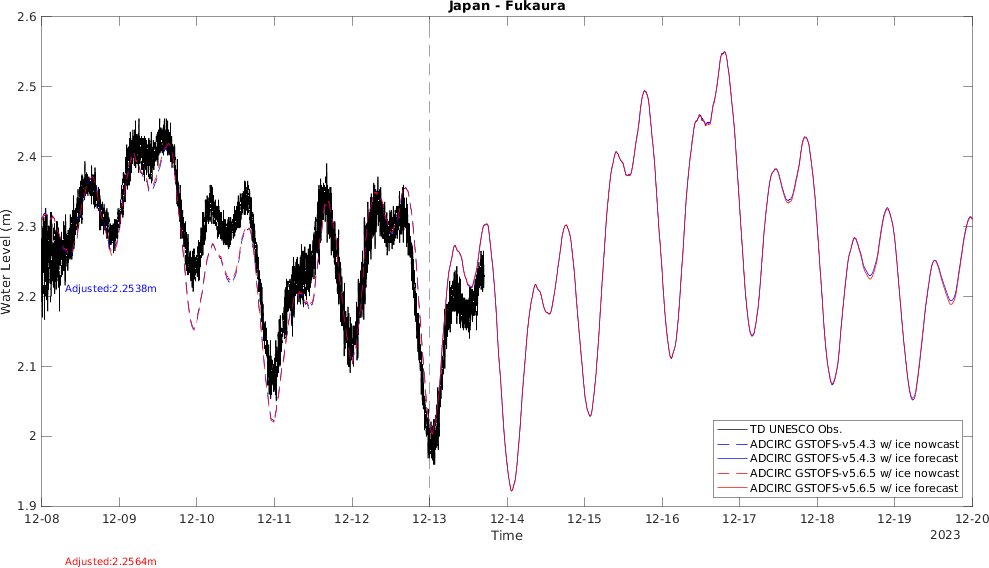 Japan - Fukaura
Water Level (m)
2.6
2.5
2.4
2.3
2.2
2.1
2
1.9
Adjusted:2.2538m
TD UNESCO Obs.
ADCIRC GSTOFS-v5.4.3 w/ ice nowcast
ADCIRC GSTOFS-v5.4.3 w/ ice forecast
ADCIRC GSTOFS-v5.6.5 w/ ice nowcast
ADCIRC GSTOFS-v5.6.5 w/ ice forecast
12-08 12-09 12-10 12-11 12-12 12-13 12-14 12-15 12-16 12-17 12-18 12-19 12-20
Time
2023
Adjusted:2.2564m